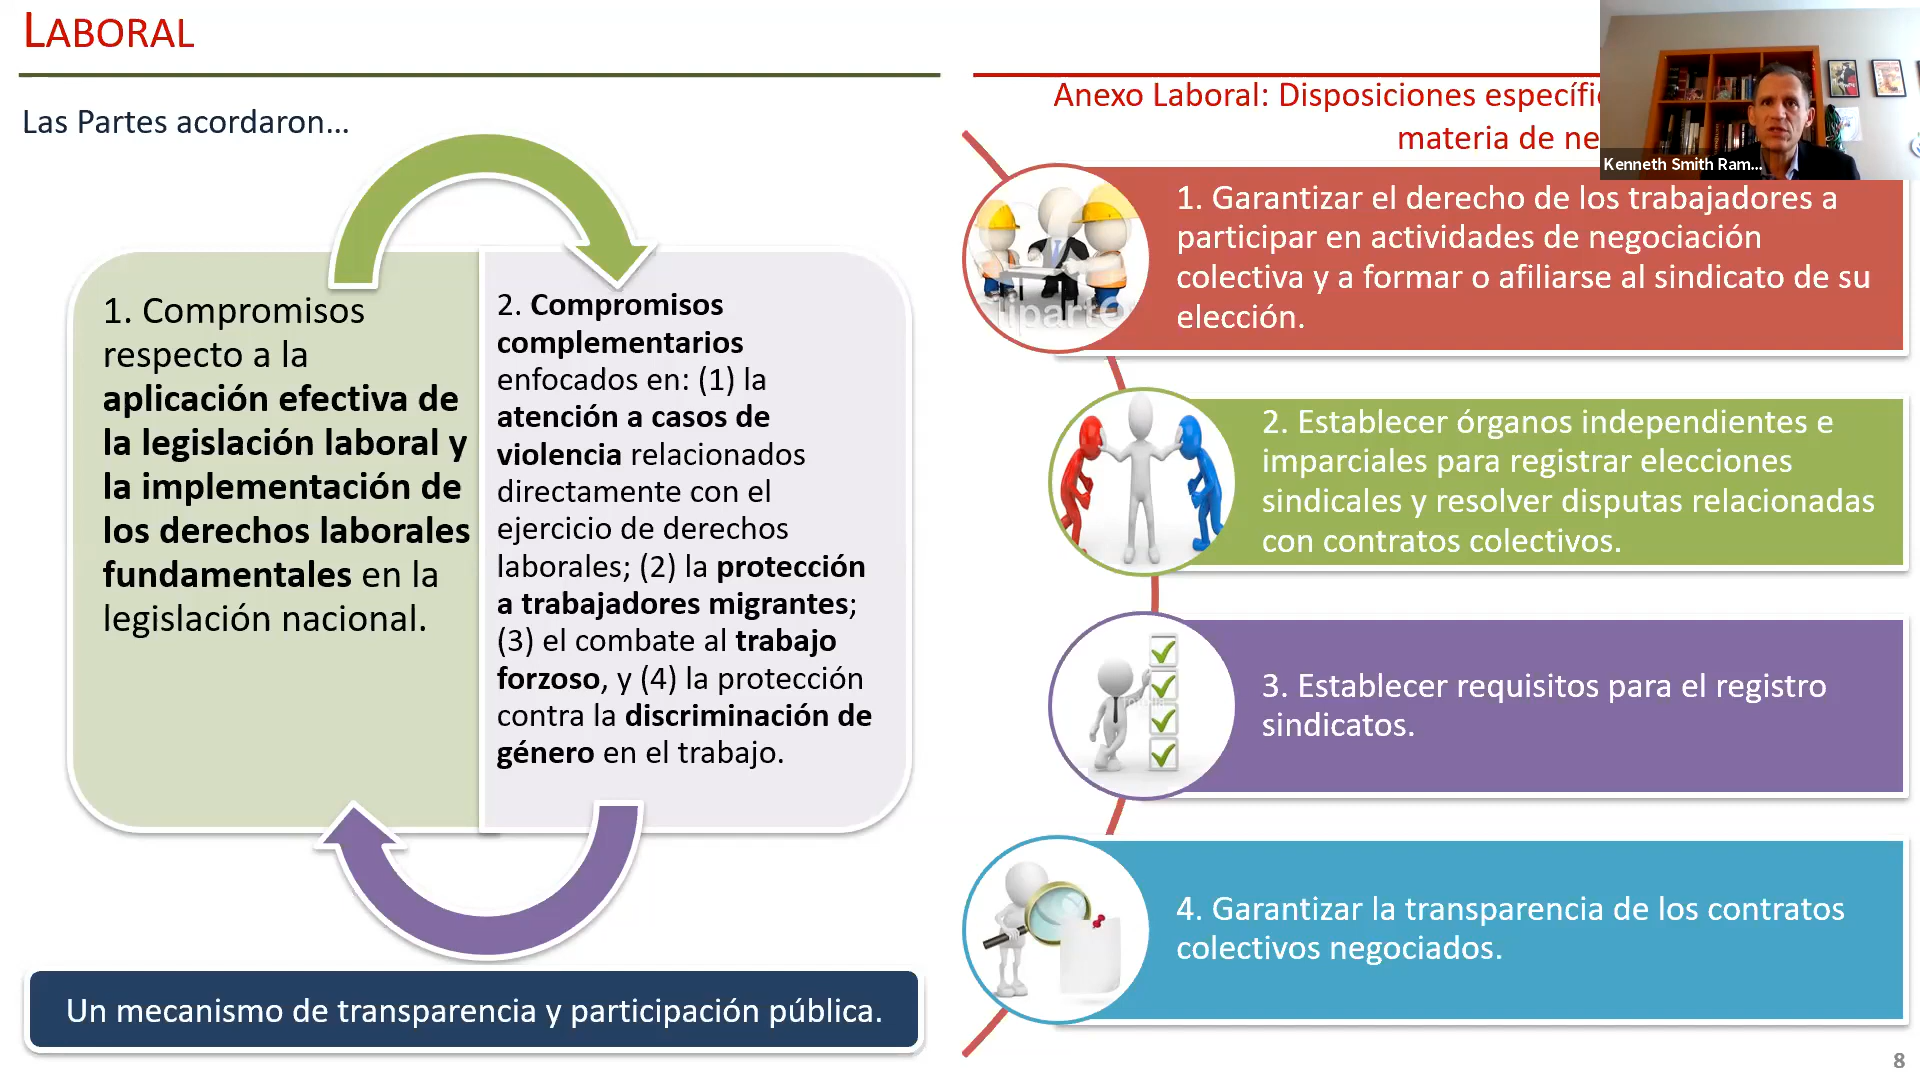 LABORAL
Las Partes acordaron...
1. Compromisos
respecto a la
aplicación efectiva de
la legislación laboral y
la implementación de
los derechos laborales
fundamentales en la
legislación nacional.
2. Compromisos
complementarios
enfocados en: (1) la
atención a casos de
violencia relacionados
directamente con el
ejercicio de derechos
laborales; (2) la protección
a trabajadores migrantes;
(3) el combate al trabajo
forzoso, y (4) la protección
contra la discriminación de
género en el trabajo.
Un mecanismo de transparencia y participación pública.
Anexo Laboral: Disposiciones
materia de
Kenneth Smith Ram...
1. Garantizar el derecho de los trabajadores a
participar en actividades de negociación
colectiva y a formar o afiliarse al sindicato de su
elección.
2. Establecer órganos independientes e
imparciales para registrar elecciones
sindicales y resolver disputas relacionadas
con contratos colectivos.
3. Establecer requisitos para el registro
sindicatos.
4. Garantizar la transparencia de los contratos
colectivos negociados.
8